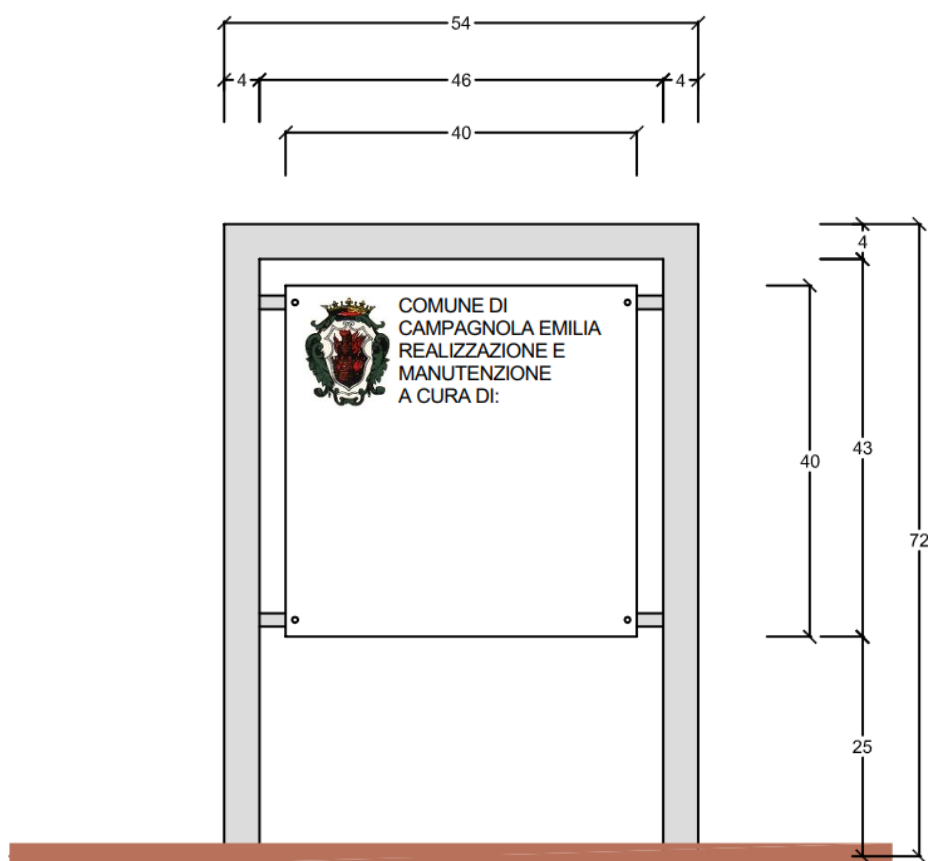 54
4 46 4
40
4
COMUNE DI
CAMPAGNOLA EMILIA
REALIZZAZIONE E
MANUTENZIONE
A CURA DI:
43
40
72
25